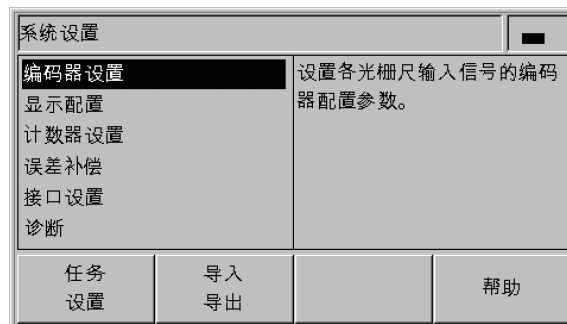 系统设置
编码器设置
显示配置
计数器设置
误差补偿
接口设置
诊断
设置各光栅尺输入信号的编码
器配置参数。
任务
设置
导入
导出
帮助